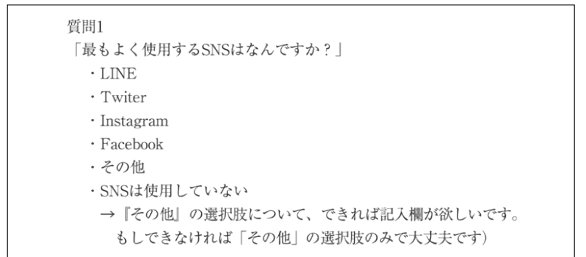 質問1
「最もよく使用するSNSはなんですか？」
・LINE
・Twiter
・Instagram
・Facebook
・その他
・SNSは使用していない
→『その他』の選択肢について、できれば記入欄が欲しいです。
もしできなければ「その他」の選択肢のみで大丈夫です）